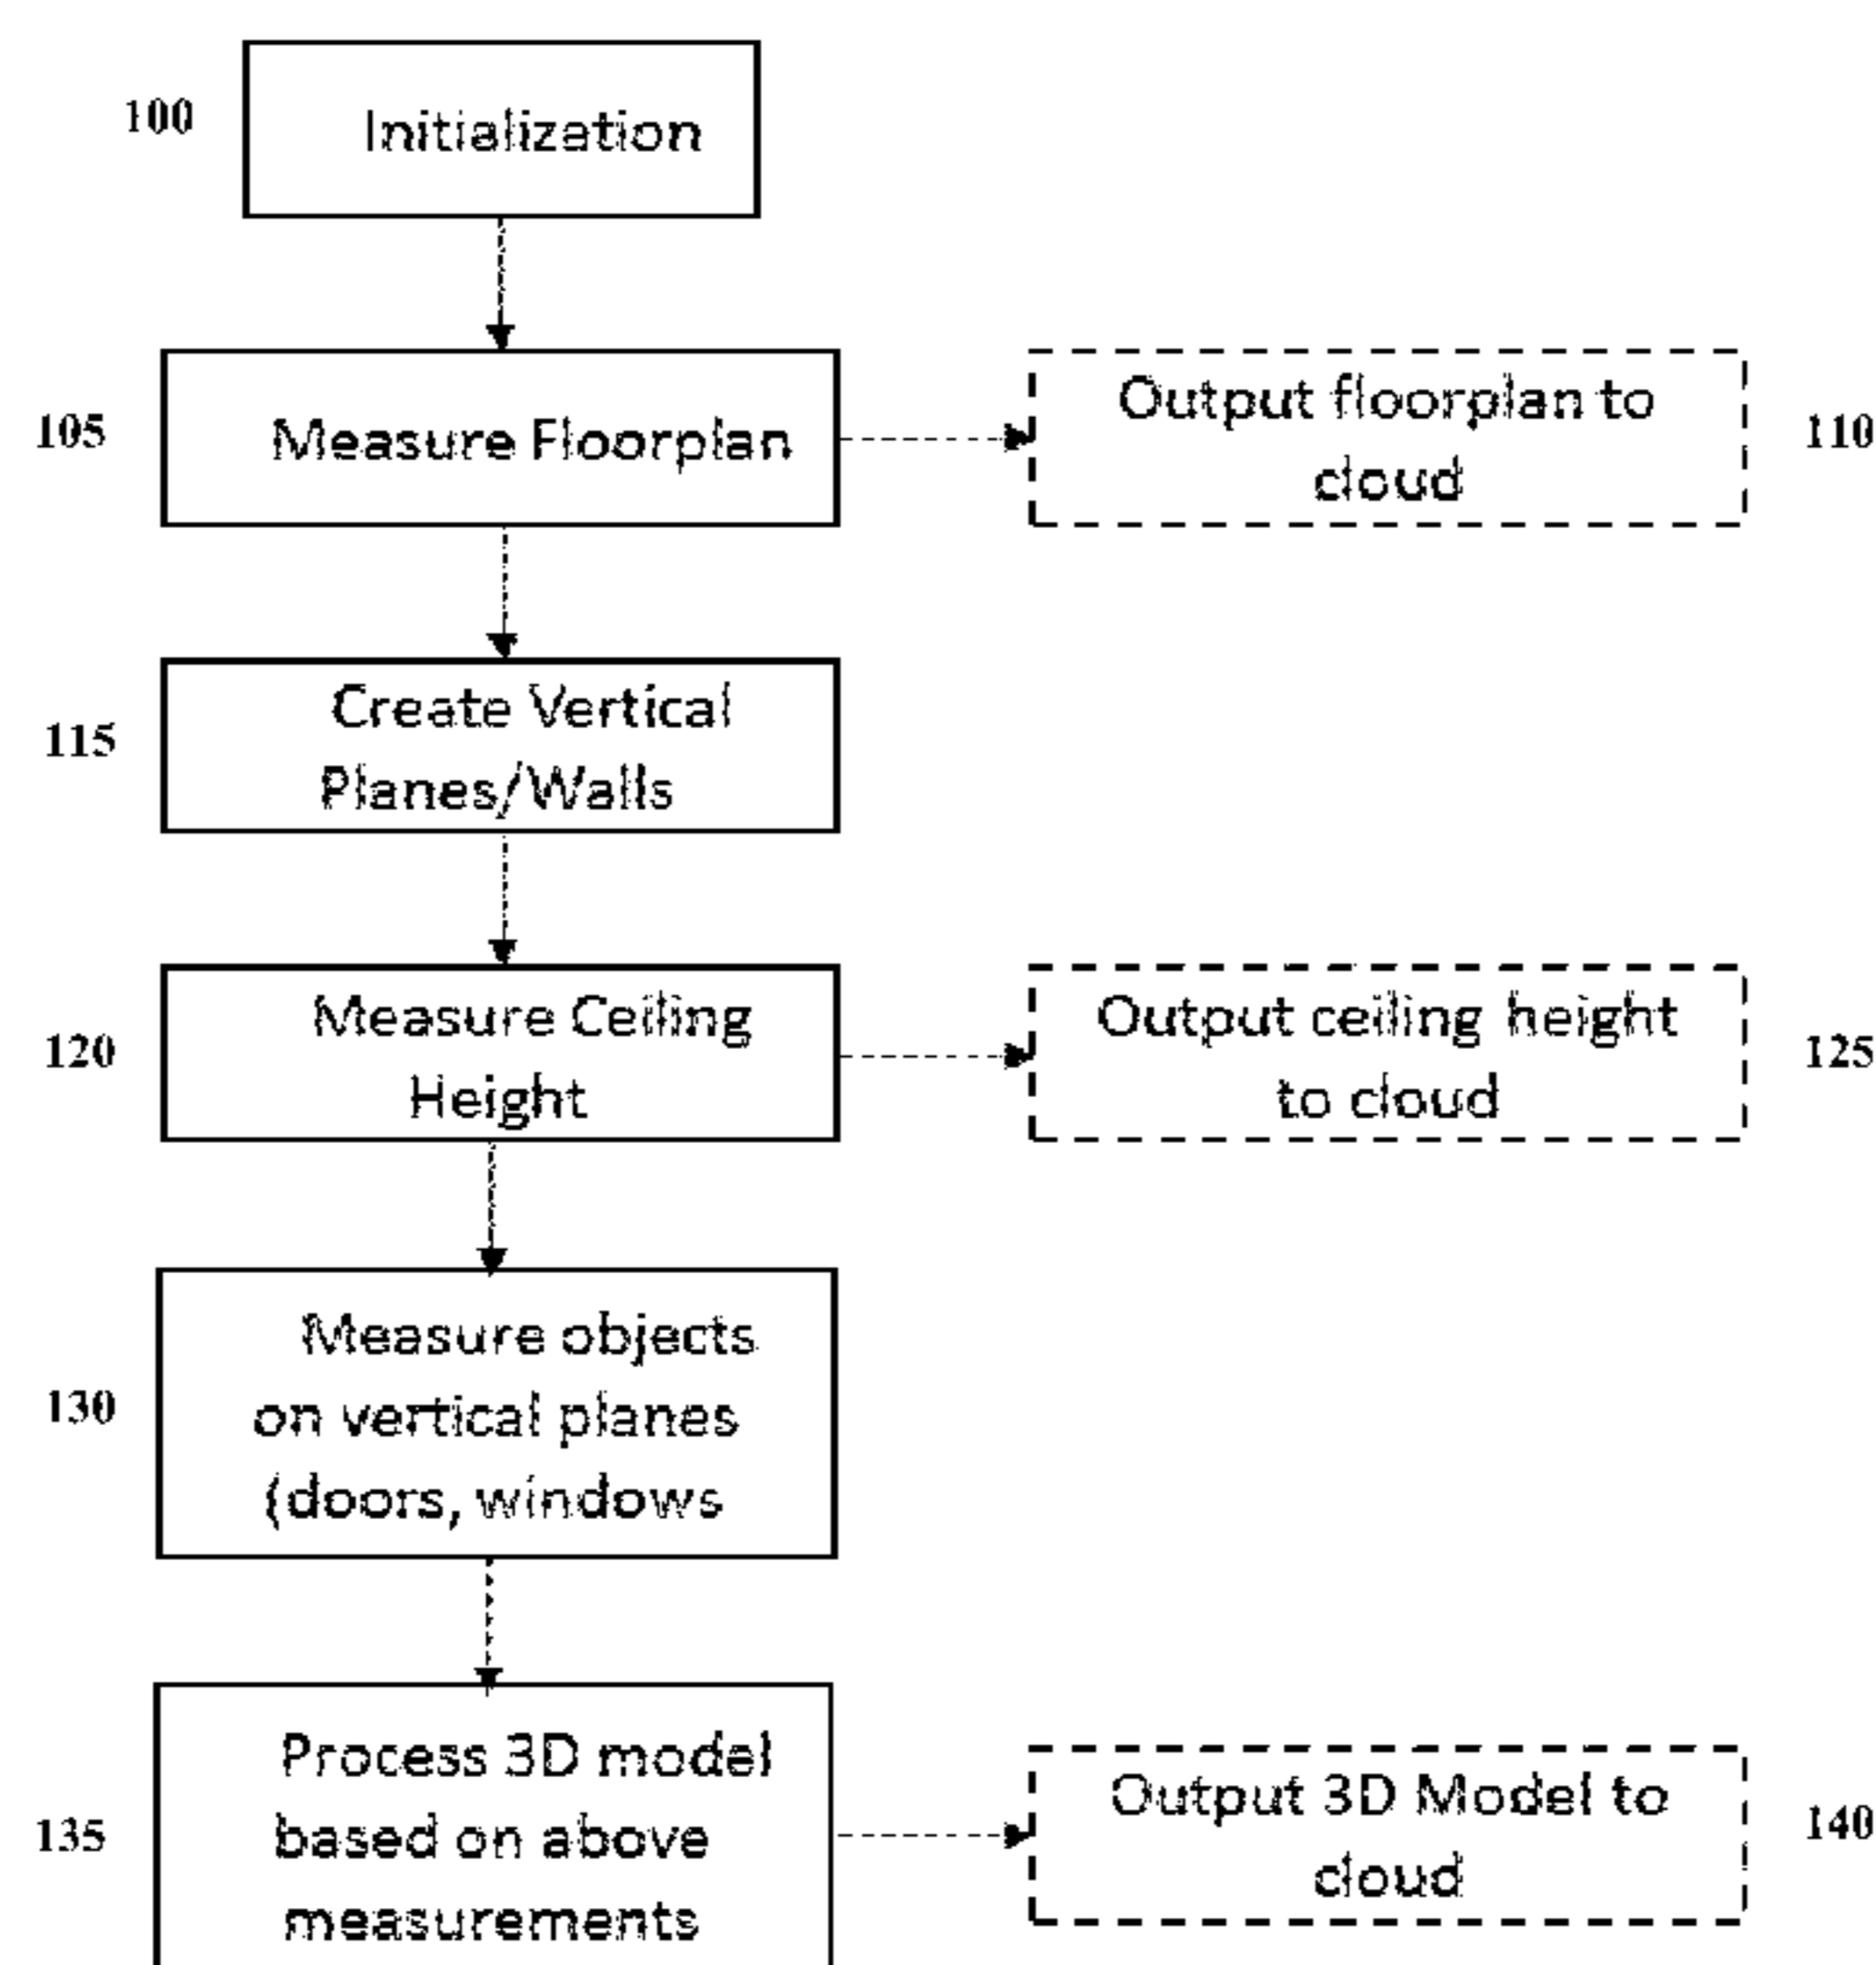 100
Initialization
105
Measure Floorplan
Output floorplan to
cloud
110
115
Create Vertical
Planes/Walls
120
Measure Ceiling
Height
Output ceiling height
to cloud
125
130
Measure objects
on vertical planes
(doors, windows
135
Process 3D model
based on above
measurements
Output 3D Model to
cloud
140